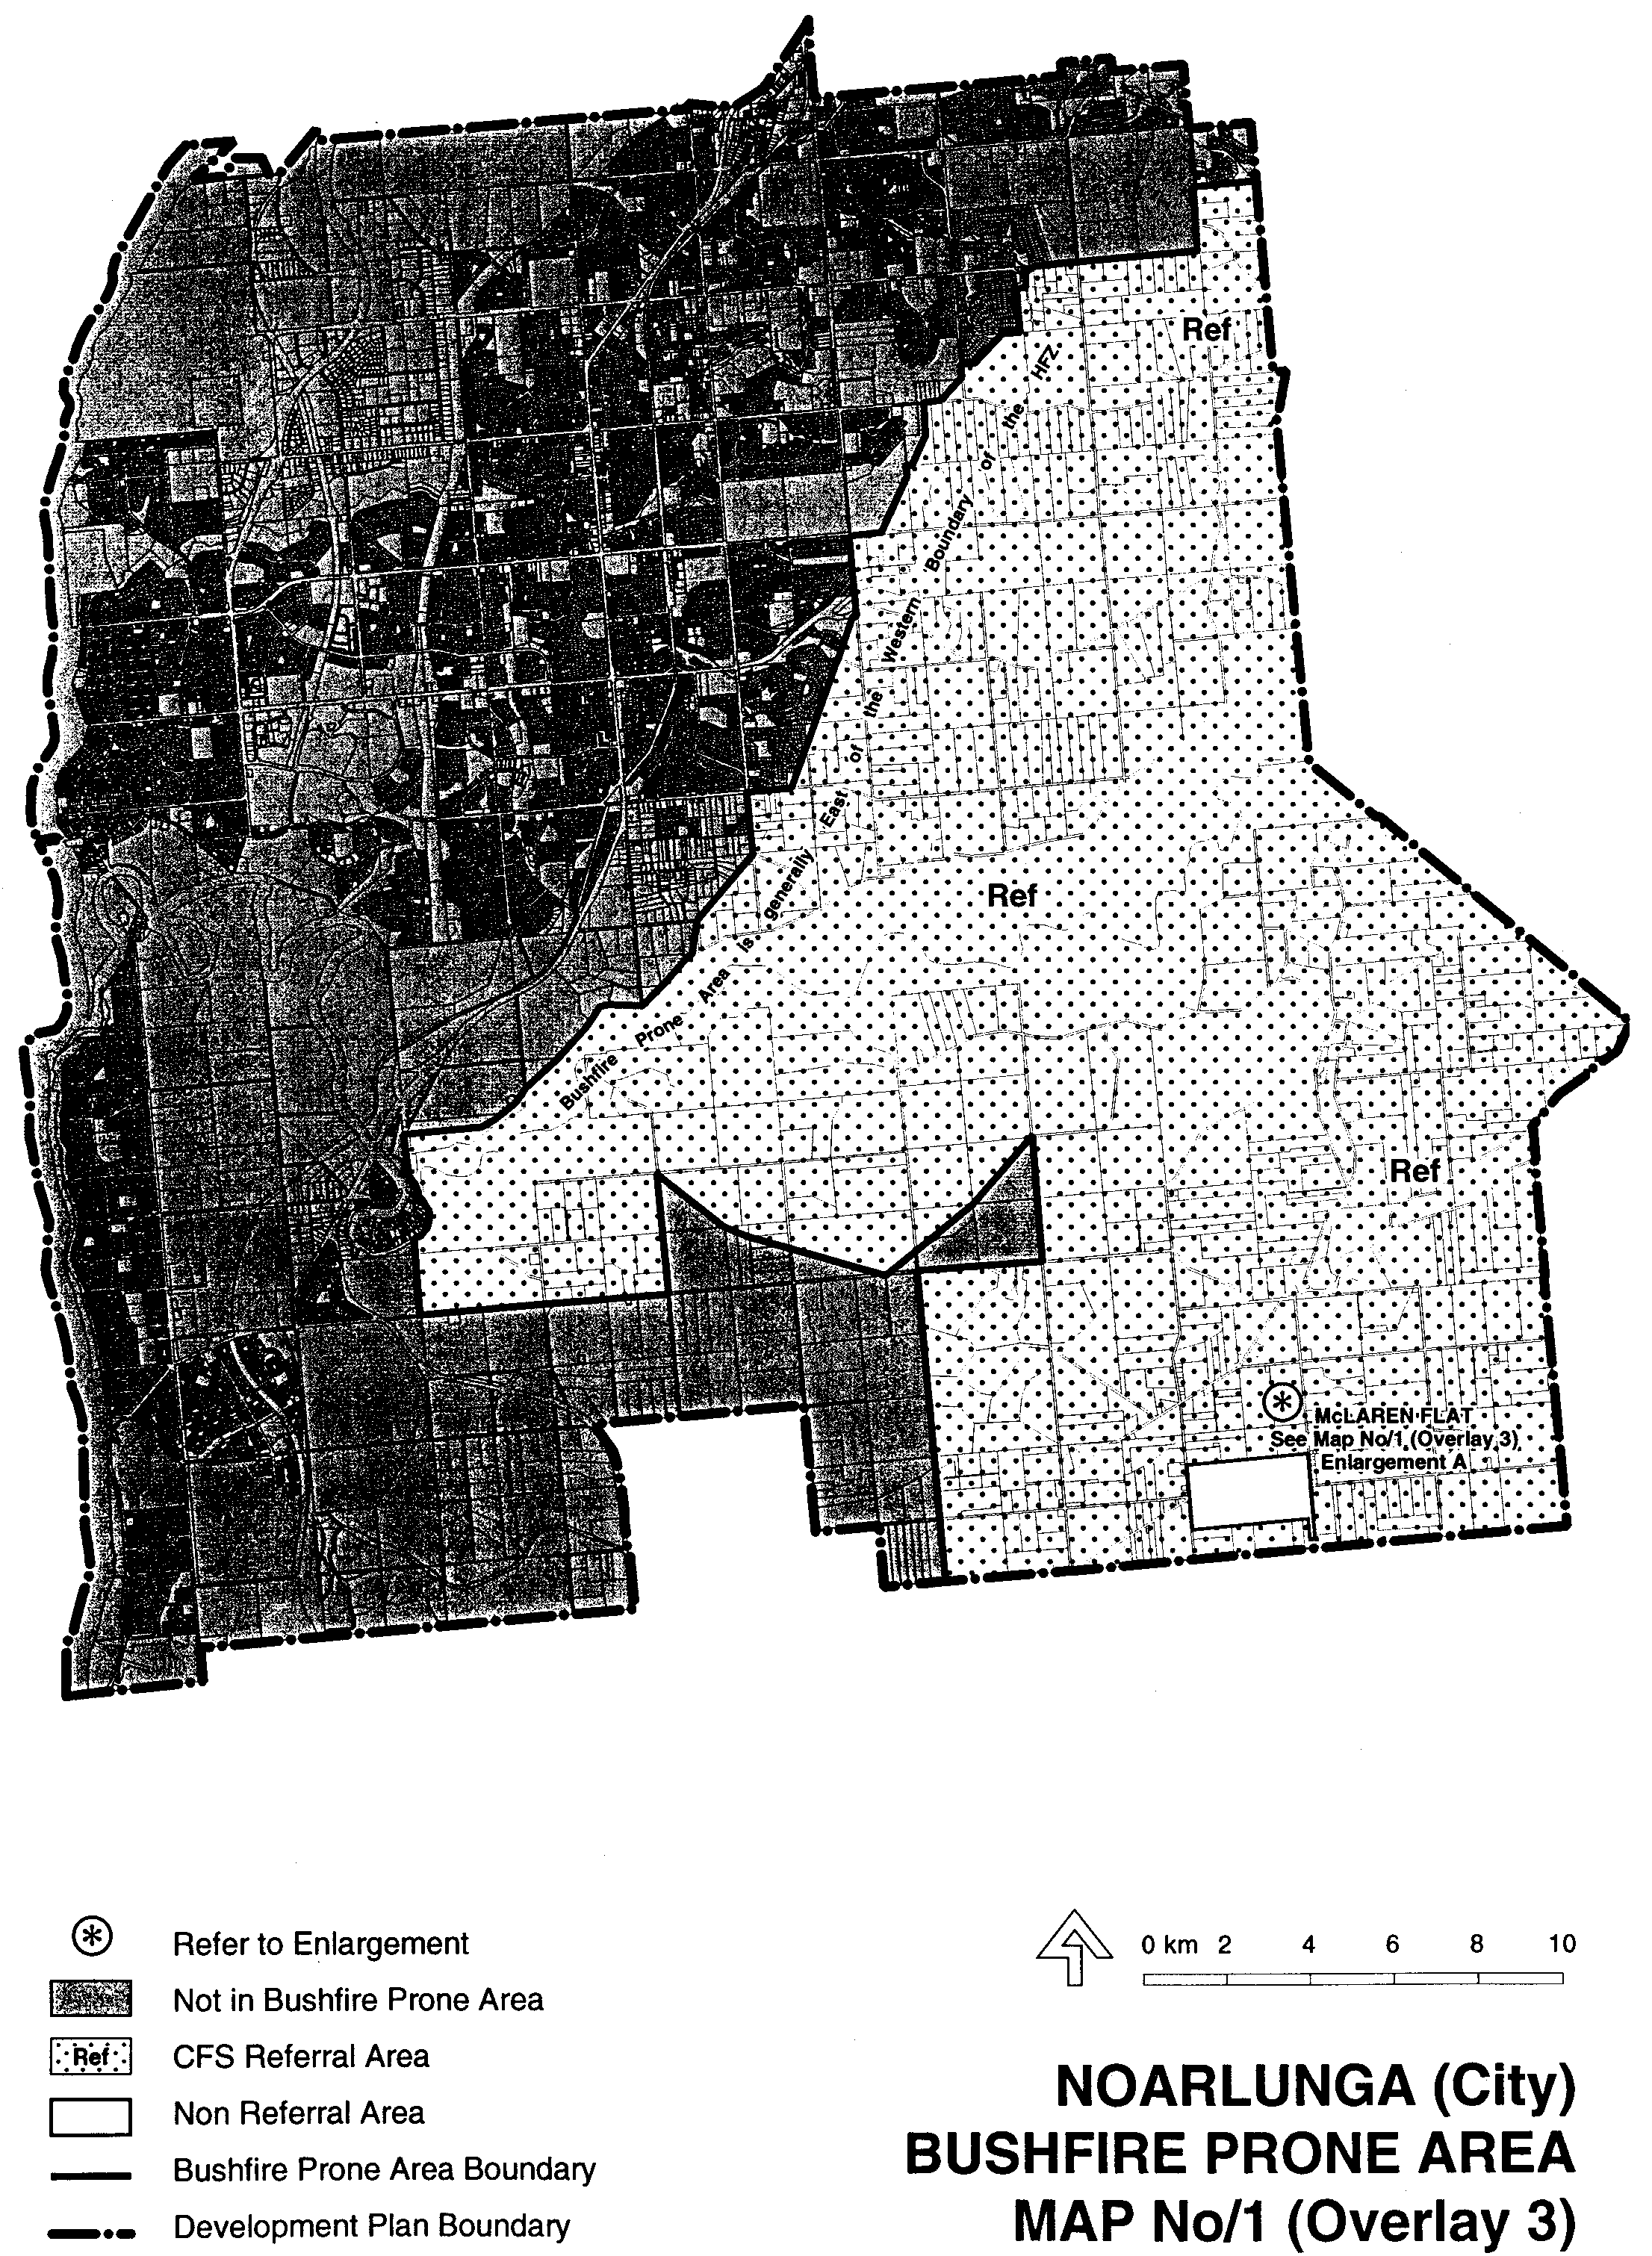 Ref
Bushfire Prone Area is generally East of the Western Boundary of the HFZ
Ref
Ref
McLAREN FLAT
See Map No/1 (Overlay 3)
Enlargement A
Refer to Enlargement
Not in Bushfire Prone Area
Ref
CFS Referral Area
Non Referral Area
Bushfire Prone Area Boundary
Development Plan Boundary
0 km 2 4 6 8 10
NOARLUNGA (City)
BUSHFIRE PRONE AREA
MAP No/1 (Overlay 3)